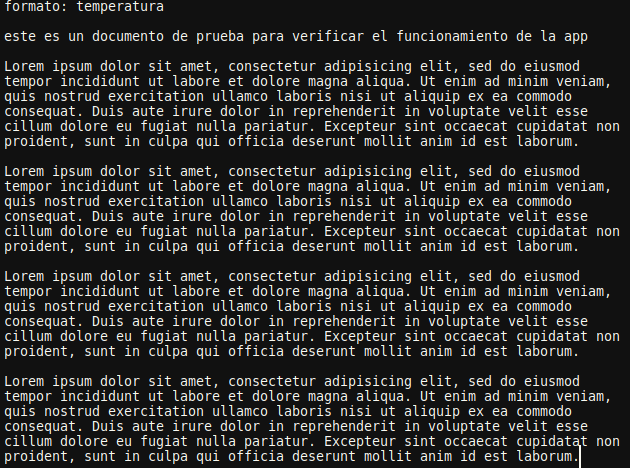 formato: temperatura
este es un documento de prueba para verificar el funcionamiento de la app
Lorem ipsum dolor sit amet, consectetur adipisicing elit, sed do eiusmod
tempor incididunt ut labore et dolore magna aliqua. Ut enim ad minim veniam,
quis nostrud exercitation ullamco laboris nisi ut aliquip ex ea commodo
consequat. Duis aute irure dolor in reprehenderit in voluptate velit esse
cillum dolore eu fugiat nulla pariatur. Excepteur sint occaecat cupidatat non
proident, sunt in culpa qui officia deserunt mollit anim id est laborum.
Lorem ipsum dolor sit amet, consectetur adipisicing elit, sed do eiusmod
tempor incididunt ut labore et dolore magna aliqua. Ut enim ad minim veniam,
quis nostrud exercitation ullamco laboris nisi ut aliquip ex ea commodo
consequat. Duis aute irure dolor in reprehenderit in voluptate velit esse
cillum dolore eu fugiat nulla pariatur. Excepteur sint occaecat cupidatat non
proident, sunt in culpa qui officia deserunt mollit anim id est laborum.
Lorem ipsum dolor sit amet, consectetur adipisicing elit, sed do eiusmod
tempor incididunt ut labore et dolore magna aliqua. Ut enim ad minim veniam,
quis nostrud exercitation ullamco laboris nisi ut aliquip ex ea commodo
consequat. Duis aute irure dolor in reprehenderit in voluptate velit esse
cillum dolore eu fugiat nulla pariatur. Excepteur sint occaecat cupidatat non
proident, sunt in culpa qui officia deserunt mollit anim id est laborum.
Lorem ipsum dolor sit amet, consectetur adipisicing elit, sed do eiusmod
tempor incididunt ut labore et dolore magna aliqua. Ut enim ad minim veniam,
quis nostrud exercitation ullamco laboris nisi ut aliquip ex ea commodo
consequat. Duis aute irure dolor in reprehenderit in voluptate velit esse
cillum dolore eu fugiat nulla pariatur. Excepteur sint occaecat cupidatat non
proident, sunt in culpa qui officia deserunt mollit anim id est laborum.